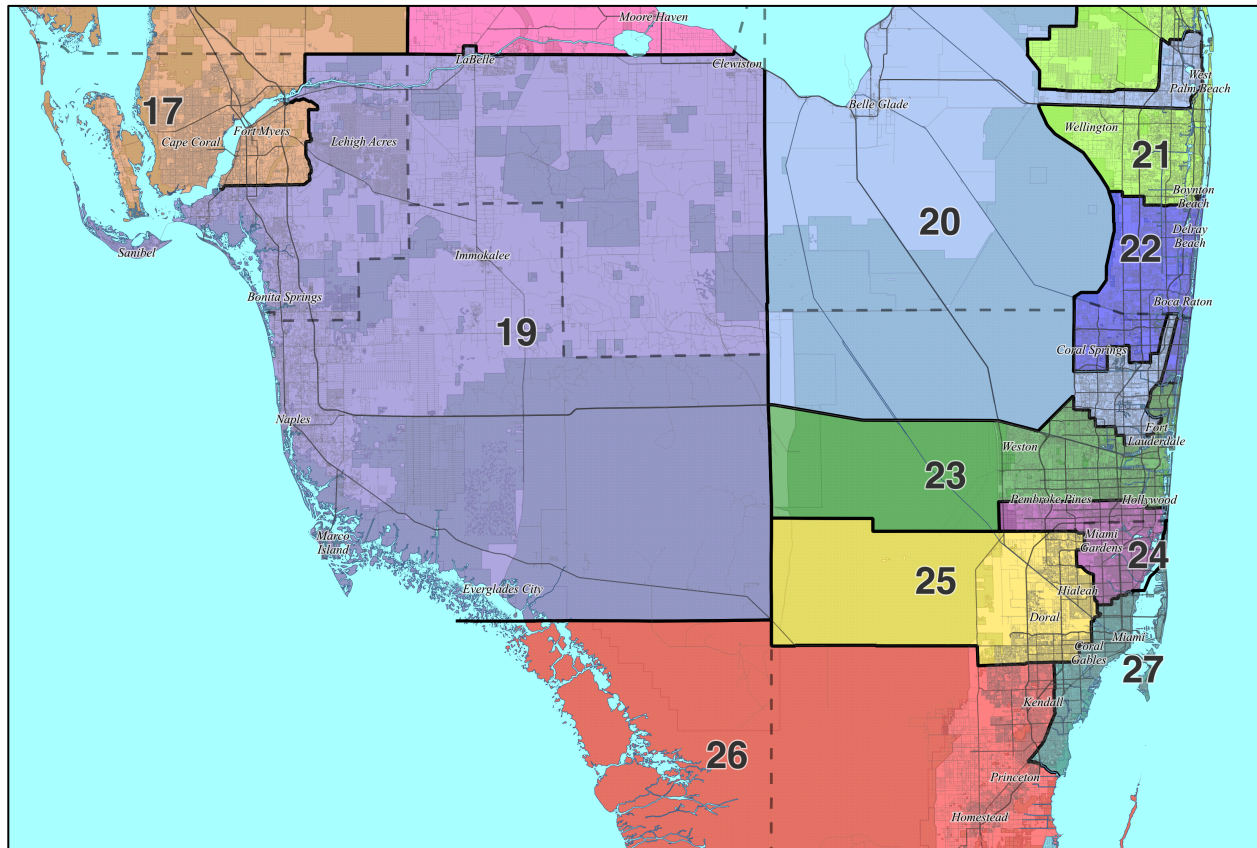 Moore Haven
LaBelle
Clewiston
West
Palm Beach
17
Belle Glade
Fort Myers
Cape Coral
Lehigh Acres
Wellington
21
Boynton
Beach
20
22
Delray
Beach
Sanibel
Immokalee
Bonita Springs
Boca Raton
19
Coral Springs
Naples
Fort
Lauderdale
Weston
23
Pembroke Pines
Hollywood
Marco
Island
Miami
Gardens
24
25
Everglades City
Hialeah
Doral
Miami
Coral
Gables
27
Kendall
26
Princeton
Homestead